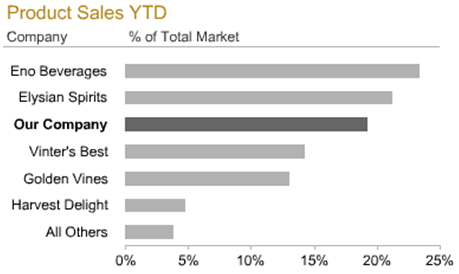 Product Sales YTD
Company % of Total Market
Eno Beverages
Elysian Spirits
Our Company
Vinter's Best
Golden Vines
Harvest Delight
All Others
0% 5% 10% 15% 20% 25%